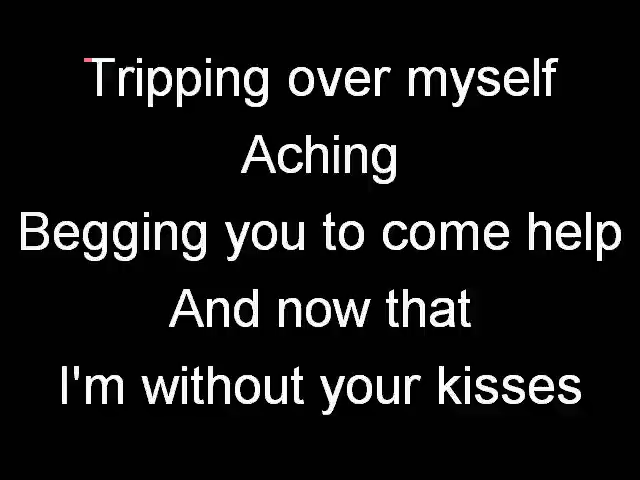 Tripping over myself
Aching
Begging you to come help
And now that
I'm without your kisses